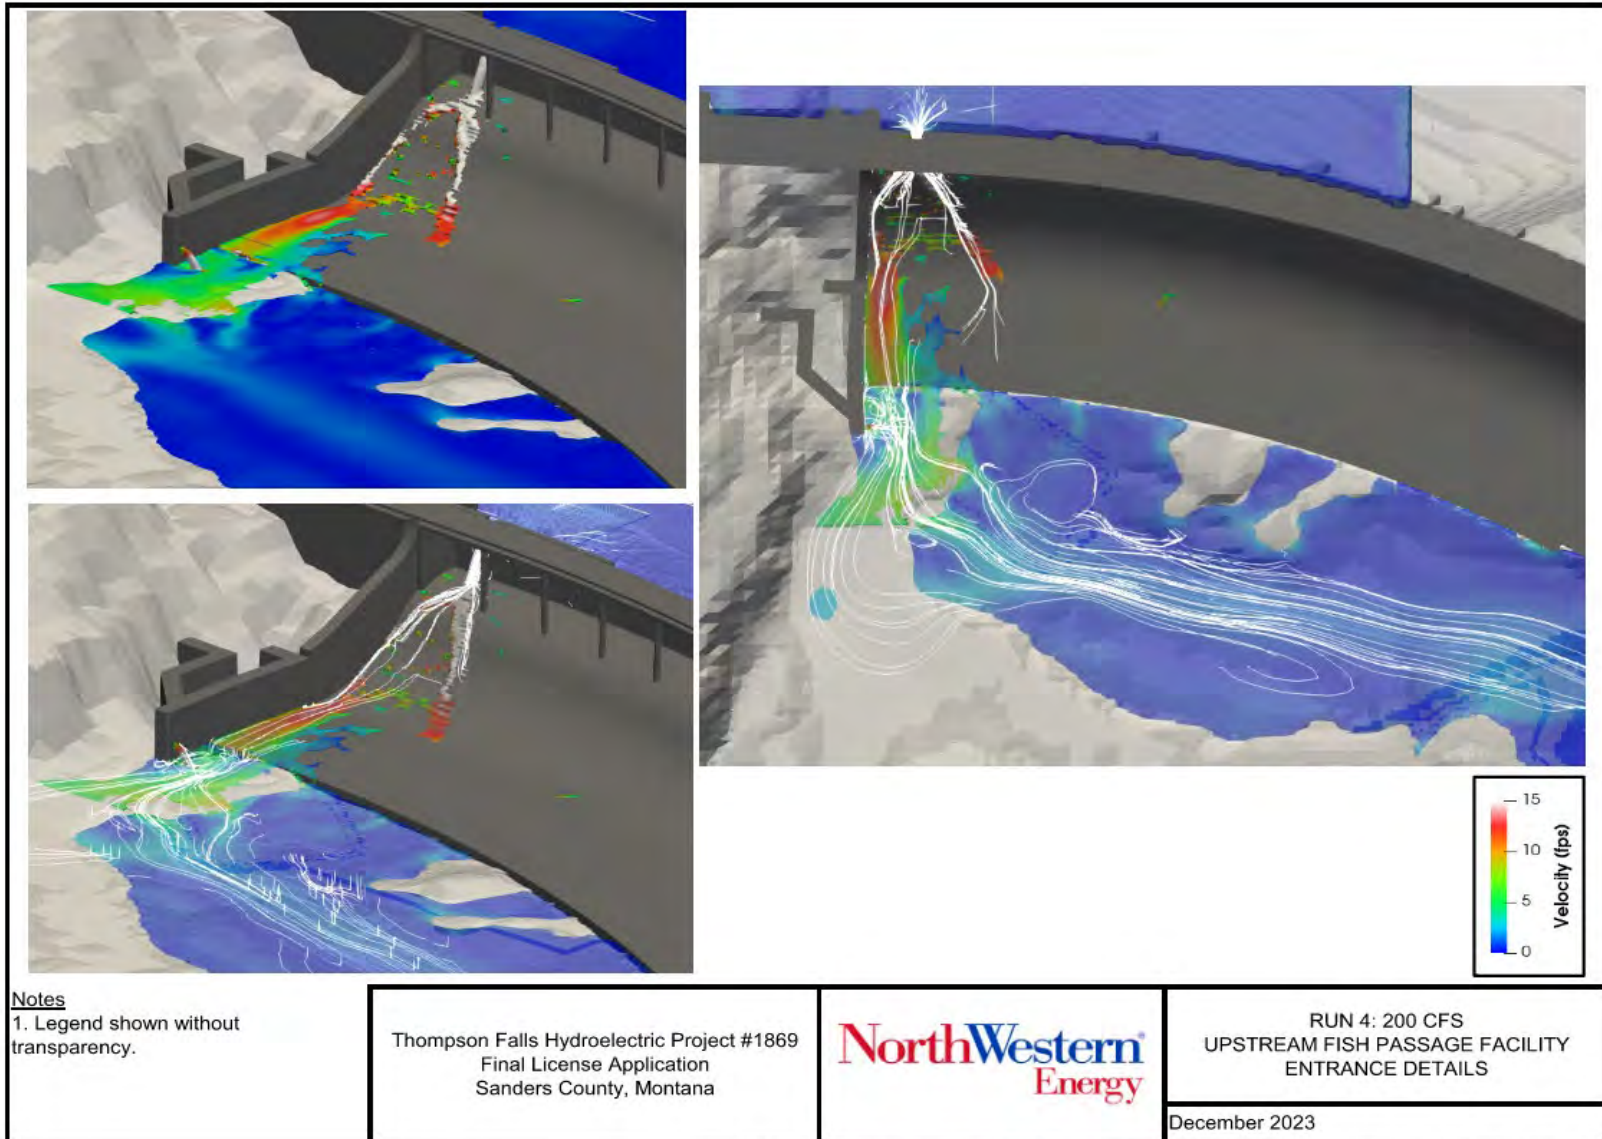 15
10
5
0
Velocity (fps)
Notes
1. Legend shown without
transparency.
Thompson Falls Hydroelectric Project #1869
Final License Application
Sanders County, Montana
NorthWestern®
Energy
RUN 4: 200 CFS
UPSTREAM FISH PASSAGE FACILITY
ENTRANCE DETAILS
December 2023